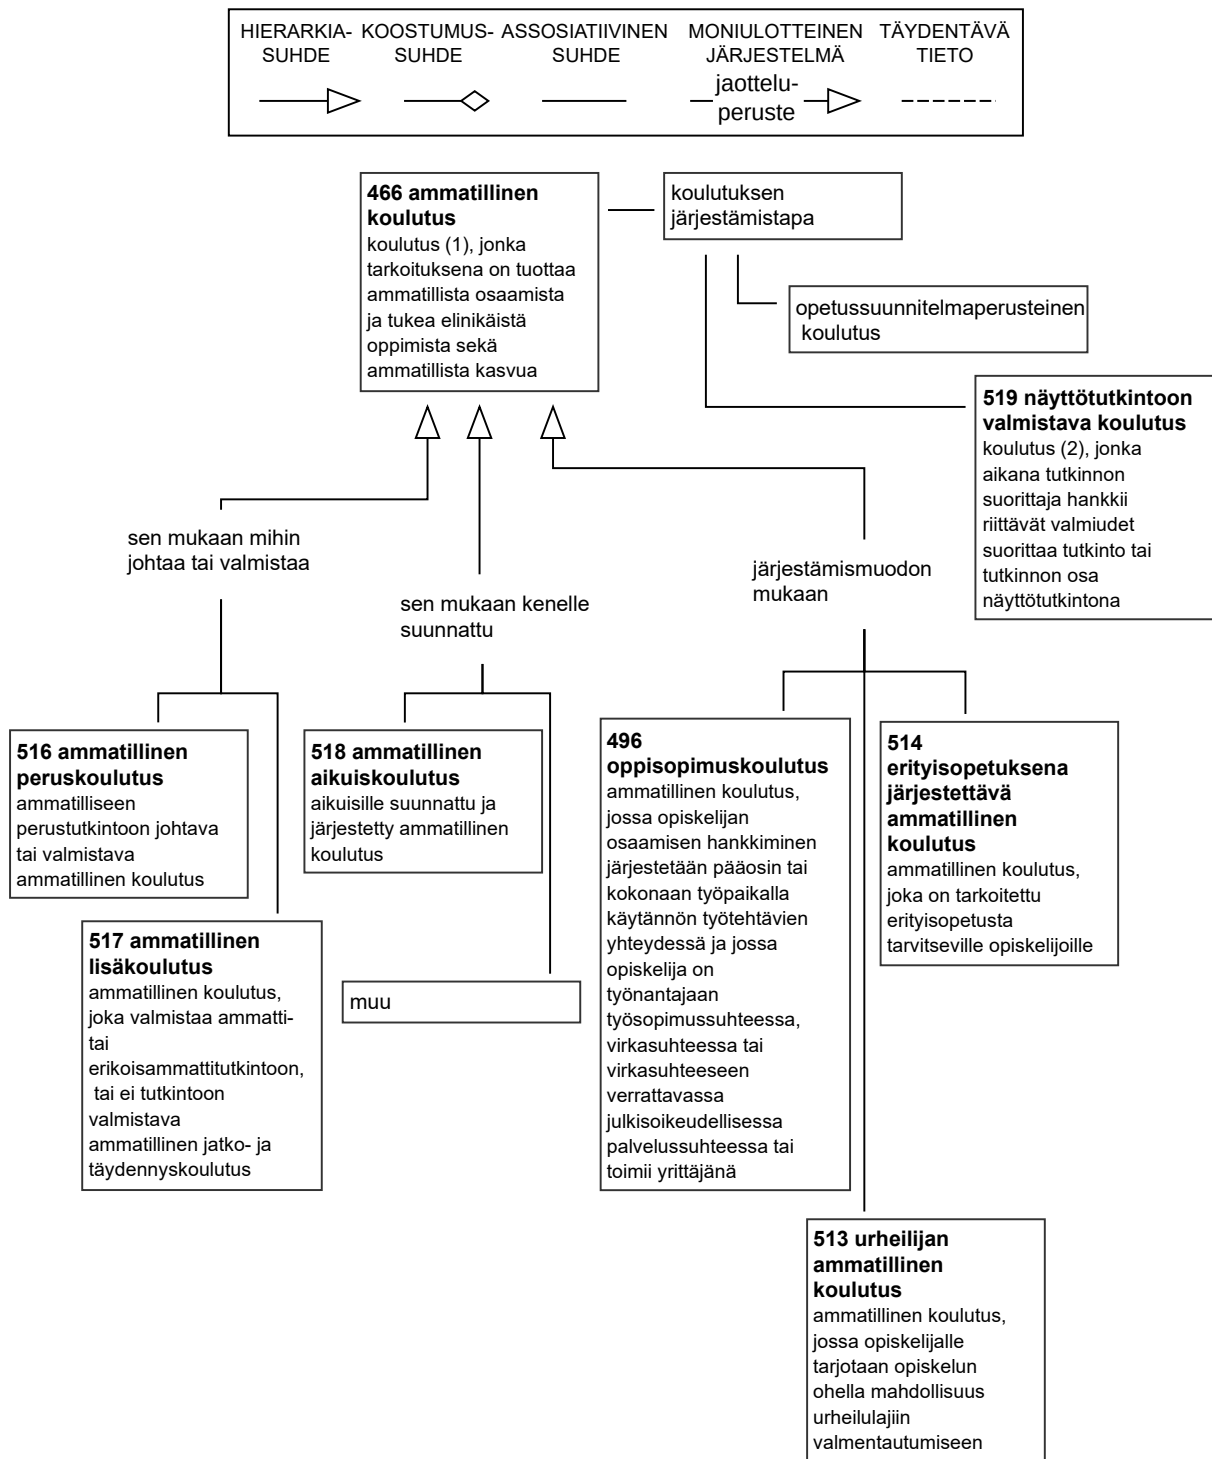 HIERARKIA-
SUHDE
KOOSTUMUS-
SUHDE
ASSOSIATIIVINEN
SUHDE
MONIULOTTEINEN
JÄRJESTELMÄ
TÄYDENTÄVÄ
TIETO
jaottelu-
peruste
466 ammatillinen
koulutus
koulutus (1), jonka
tarkoituksena on tuottaa
ammatillista osaamista
ja tukea elinikäistä
oppimista sekä
ammatillista kasvua
koulutuksen
järjestämistapa
opetussuunnitelmaperusteinen
koulutus
519 näyttötutkintoon
valmistava koulutus
koulutus (2), jonka
aikana tutkinnon
suorittaja hankkii
riittävät valmiudet
suorittaa tutkinto tai
tutkinnon osa
näyttötutkintona
sen mukaan mihin
johtaa tai valmistaa
sen mukaan kenelle
suunnattu
järjestämismuodon
mukaan
516 ammatillinen
peruskoulutus
ammatilliseen
perustutkintoon johtava
tai valmistava
ammatillinen koulutus
517 ammatillinen
lisäkoulutus
ammatillinen koulutus,
joka valmistaa ammatti-
tai
erikoisammattitutkintoon,
tai ei tutkintoon
valmistava
ammatillinen jatko- ja
täydennyskoulutus
518 ammatillinen
aikuiskoulutus
aikuisille suunnattu ja
järjestetty ammatillinen
koulutus
muu
496
oppisopimuskoulutus
ammatillinen koulutus,
jossa opiskelijan
osaamisen hankkiminen
järjestetään pääosin tai
kokonaan työpaikalla
käytännön työtehtävien
yhteydessä ja jossa
opiskelija on
työnantajaan
työsopimussuhteessa,
virkasuhteessa tai
virkasuhteeseen
verrattavassa
julkisoikeudellisessa
palvelussuhteessa tai
toimii yrittäjänä
514
erityisopetuksena
järjestettävä
ammatillinen
koulutus
ammatillinen koulutus,
joka on tarkoitettu
erityisopetusta
tarvitseville opiskelijoille
513 urheilijan
ammatillinen
koulutus
ammatillinen koulutus,
jossa opiskelijalle
tarjotaan opiskelun
ohella mahdollisuus
urheilulajiin
valmentautumiseen